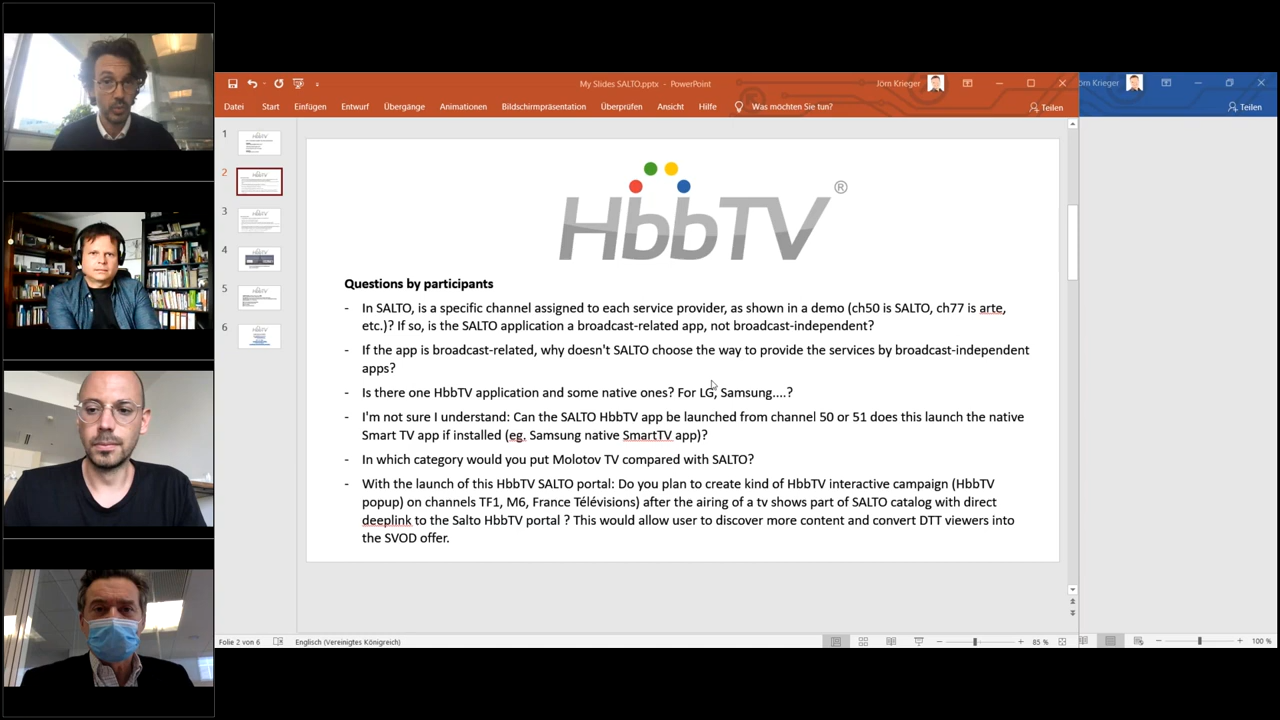 My Slides SALTO.pptx - PowerPoint
Jörn Krieger
örn Krieger
Datei Start Einfügen Entwurf Übergänge Animationen Bildschirmpräsentation Überprüfen Ansicht Hilfe Was möchten Sie tun? Teilen
Teilen
1
2
3
4
5
6
HbbTV®
Questions by participants
- In SALTO, is a specific channel assigned to each service provider, as shown in a demo (ch50 is SALTO, ch77 is arte,
etc.)? If so, is the SALTO application a broadcast-related app, not broadcast-independent?
- If the app is broadcast-related, why doesn't SALTO choose the way to provide the services by broadcast-independent
apps?
- Is there one HbbTV application and some native ones? For LG, Samsung....?
- I'm not sure I understand: Can the SALTO HbbTV app be launched from channel 50 or 51 does this launch the native
Smart TV app if installed (eg. Samsung native SmartTV app)?
- In which category would you put Molotov TV compared with SALTO?
- With the launch of this HbbTV SALTO portal: Do you plan to create kind of HbbTV interactive campaign (HbbTV
popup) on channels TF1, M6, France Télévisions) after the airing of a tv shows part of SALTO catalog with direct
deeplink to the Salto HbbTV portal ? This would allow user to discover more content and convert DTT viewers into
the SVOD offer.
Folie 2 von 6 Englisch (Vereinigtes Königreich) 85 % 100 %